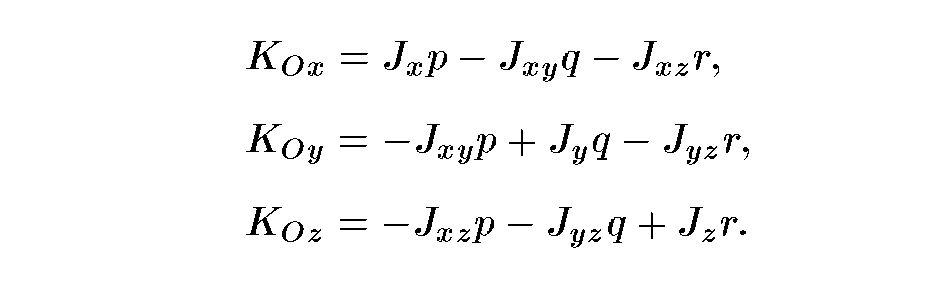 K_{Ox} = J_x p − J_{xy} q − J_{xz} r,
K_{Oy} = −J_{xy} p + J_y q − J_{yz} r,
K_{Oz} = −J_{xz} p − J_{yz} q + J_z r.